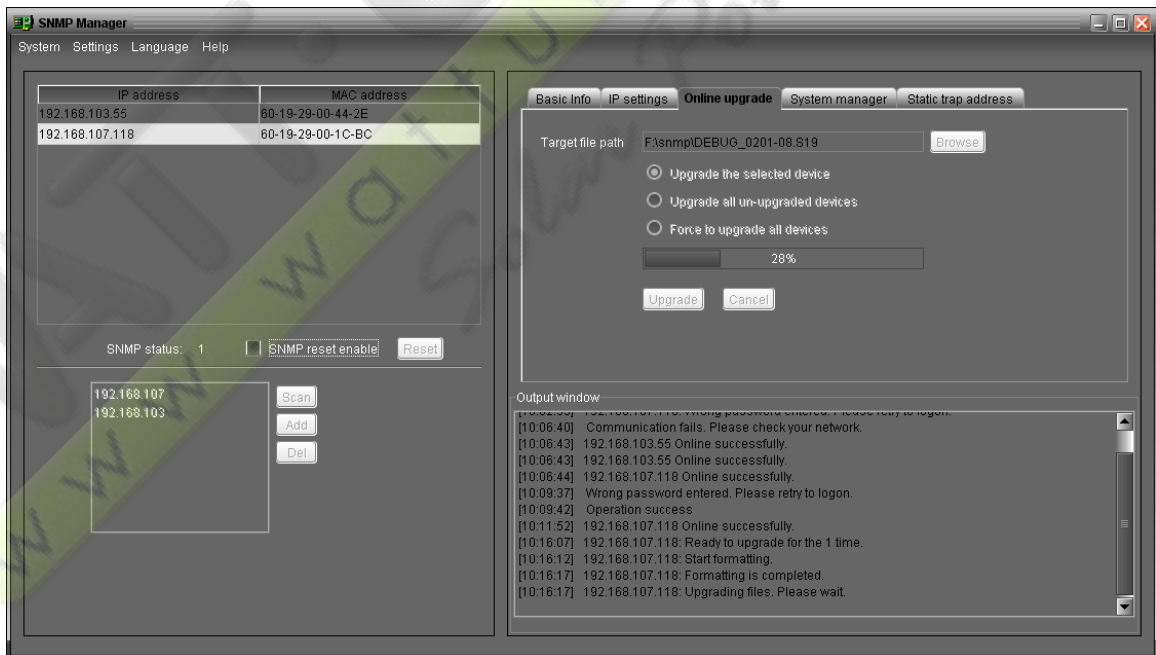 SNMP Manager
System Settings Language Help
IP address MAC address
192.168.103.55 60-19-29-00-44-2E
192.168.107.118 60-19-29-00-1C-BC
SNMP status: 1 SNMP reset enable Reset
192.168.107
192.168.103
Scan
Add
Del
Basic Info IP settings Online upgrade System manager Static trap address
Target file path F:\snmp\DEBUG_0201-08.S19 Browse
Upgrade the selected device
Upgrade all un-upgraded devices
Force to upgrade all devices
28%
Upgrade Cancel
Output window
Wrong password entered. Please retry to logon.
[10:06:40] Communication fails. Please check your network.
[10:06:43] 192.168.103.55 Online successfully.
[10:06:43] 192.168.103.55 Online successfully.
[10:06:44] 192.168.107.118 Online successfully.
[10:09:37] Wrong password entered. Please retry to logon.
[10:09:42] Operation success
[10:11:52] 192.168.107.118 Online successfully.
[10:16:07] 192.168.107.118: Ready to upgrade for the 1 time.
[10:16:12] 192.168.107.118: Start formatting.
[10:16:17] 192.168.107.118: Formatting is completed.
[10:16:17] 192.168.107.118: Upgrading files. Please wait.